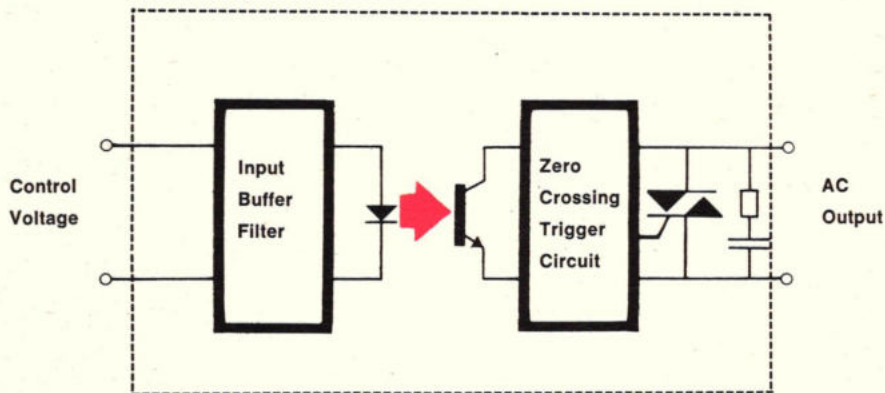 Control
Voltage
Input
Buffer
Filter
Zero
Crossing
Trigger
Circuit
AC
Output